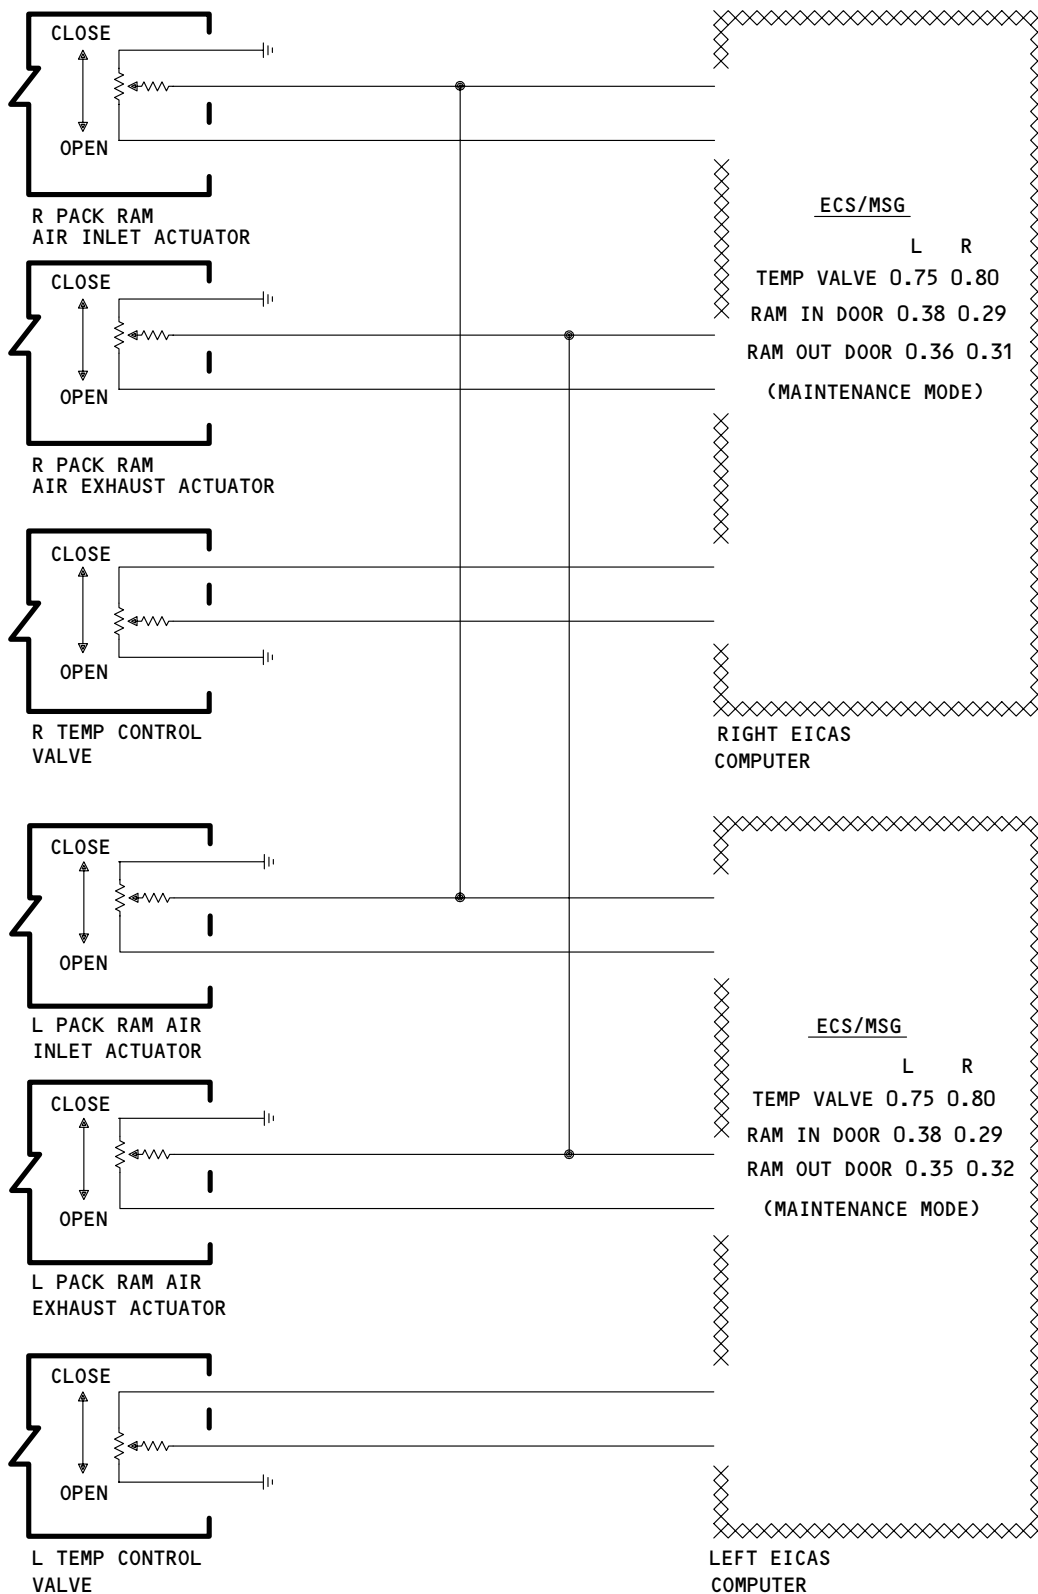 CLOSE
OPEN
R PACK RAM
AIR INLET ACTUATOR
CLOSE
OPEN
R PACK RAM
AIR EXHAUST ACTUATOR
CLOSE
OPEN
R TEMP CONTROL
VALVE
ECS/MSG
L R
TEMP VALVE 0.75 0.80
RAM IN DOOR 0.38 0.29
RAM OUT DOOR 0.36 0.31
(MAINTENANCE MODE)
RIGHT EICAS
COMPUTER
CLOSE
OPEN
L PACK RAM AIR
INLET ACTUATOR
CLOSE
OPEN
L PACK RAM AIR
EXHAUST ACTUATOR
CLOSE
OPEN
L TEMP CONTROL
VALVE
ECS/MSG
L R
TEMP VALVE 0.75 0.80
RAM IN DOOR 0.38 0.29
RAM OUT DOOR 0.35 0.32
(MAINTENANCE MODE)
LEFT EICAS
COMPUTER